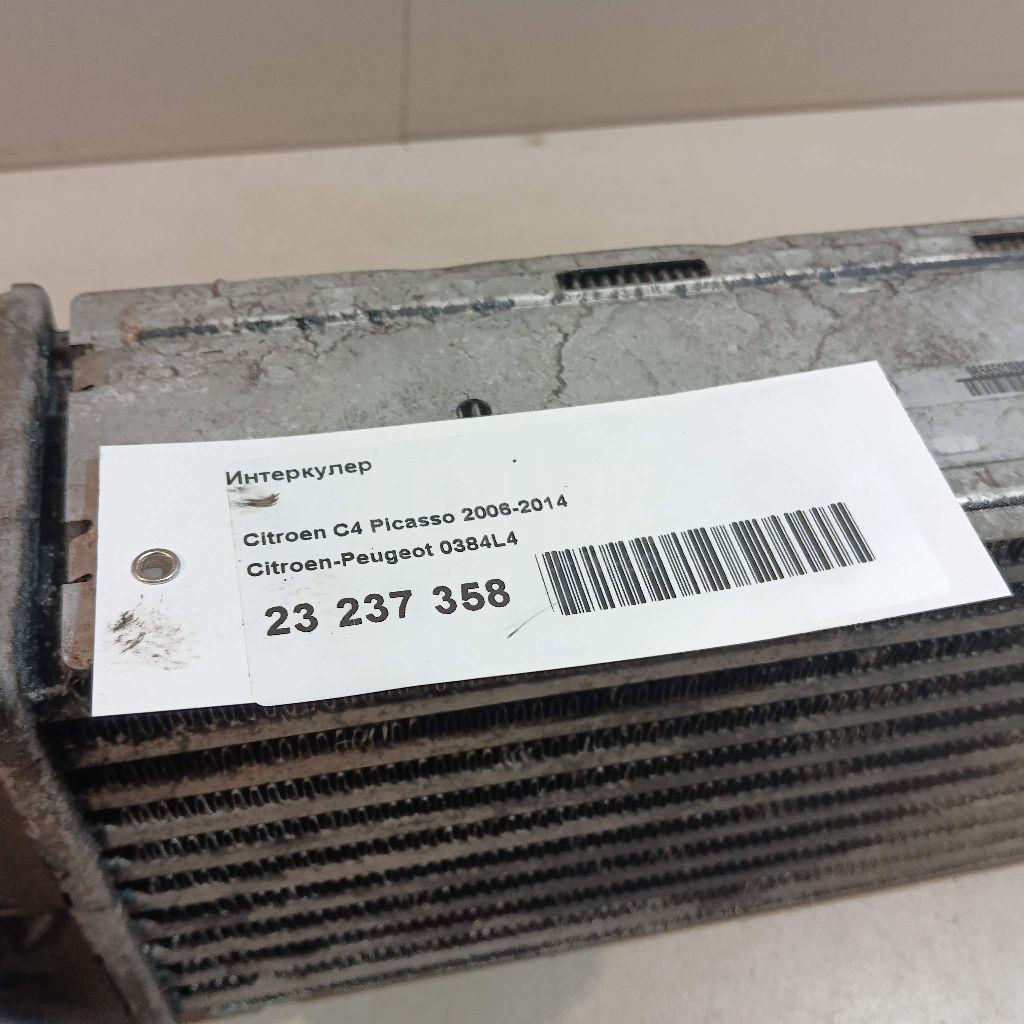 Интеркулер
Citroen C4 Picasso 2006-2014
Citroen-Peugeot 0384L4
23 237 358